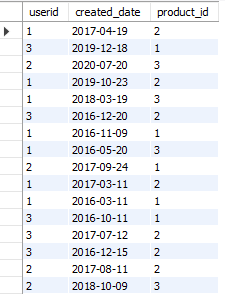 userid created_date product_id
1 2017-04-19 2
3 2019-12-18 1
2 2020-07-20 3
1 2019-10-23 2
1 2018-03-19 3
3 2016-12-20 2
1 2016-11-09 1
1 2016-05-20 3
2 2017-09-24 1
1 2017-03-11 2
1 2016-03-11 1
3 2016-10-11 1
3 2017-07-12 2
3 2016-12-15 2
2 2017-08-11 2
2 2018-10-09 3